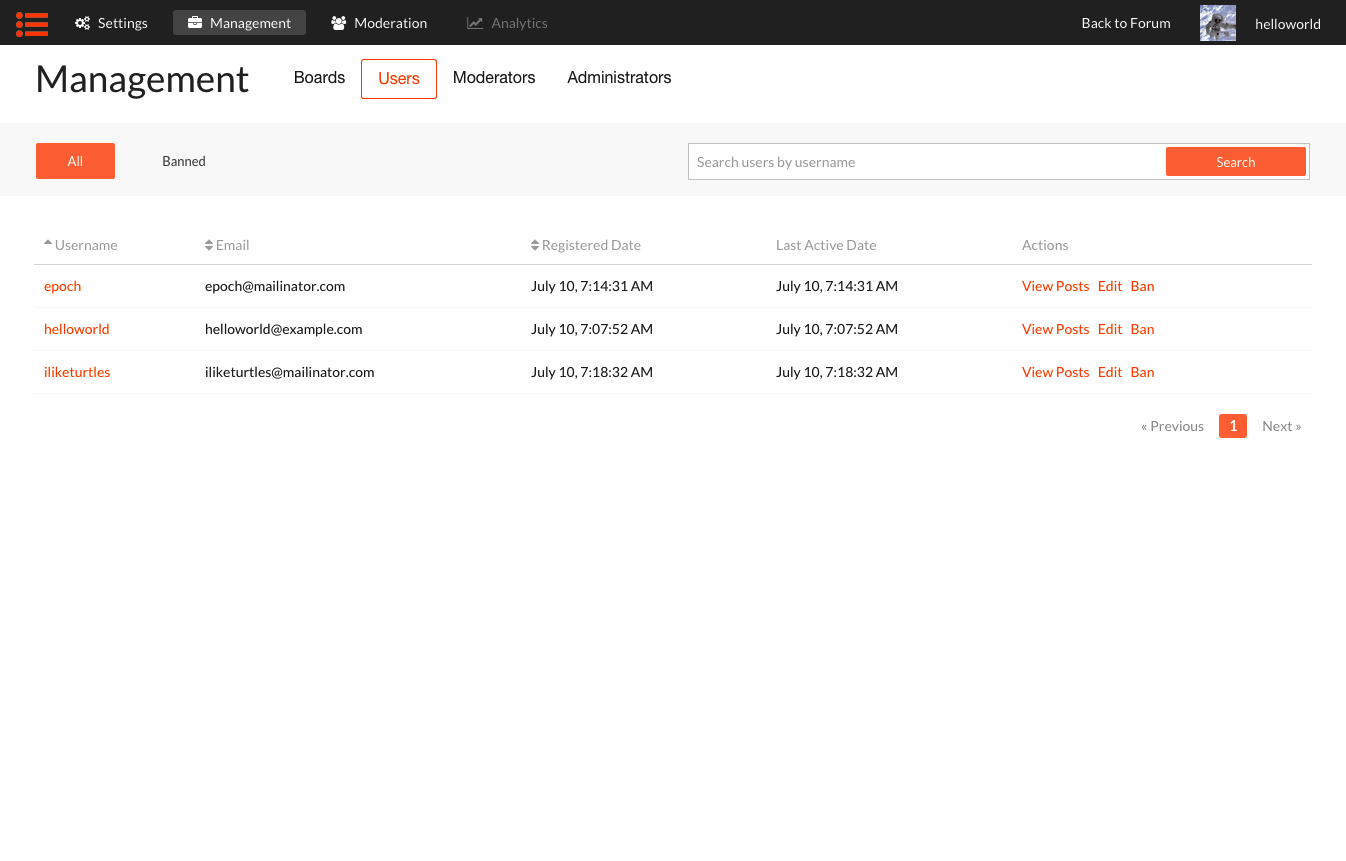 Settings Management Moderation Analytics Back to Forum helloworld
Management Boards Users Moderators Administrators
All Banned Search users by username Search
Username Email Registered Date Last Active Date Actions
epoch epoch@mailinator.com July 10, 7:14:31 AM July 10, 7:14:31 AM View Posts Edit Ban
helloworld helloworld@example.com July 10, 7:07:52 AM July 10, 7:07:52 AM View Posts Edit Ban
iliketurtles iliketurtles@mailinator.com July 10, 7:18:32 AM July 10, 7:18:32 AM View Posts Edit Ban
« Previous 1 Next »